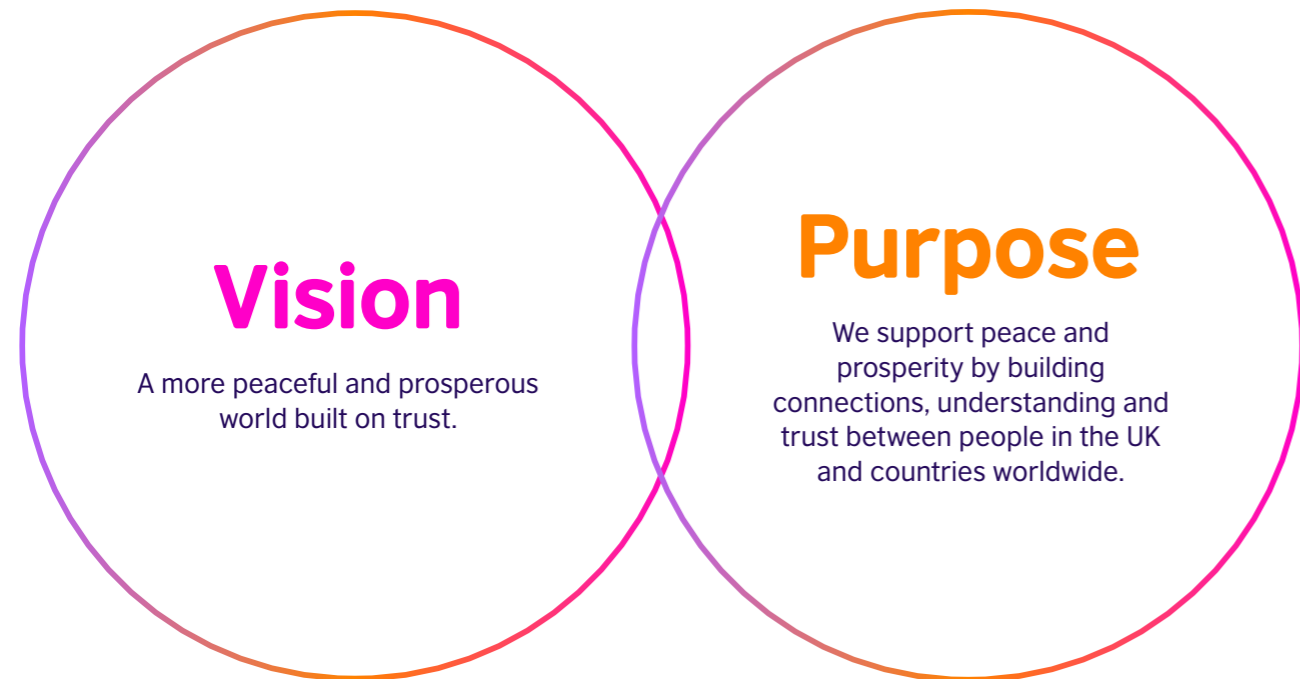 Vision
A more peaceful and prosperous
world built on trust.
Purpose
We support peace and
prosperity by building
connections, understanding and
trust between people in the UK
and countries worldwide.